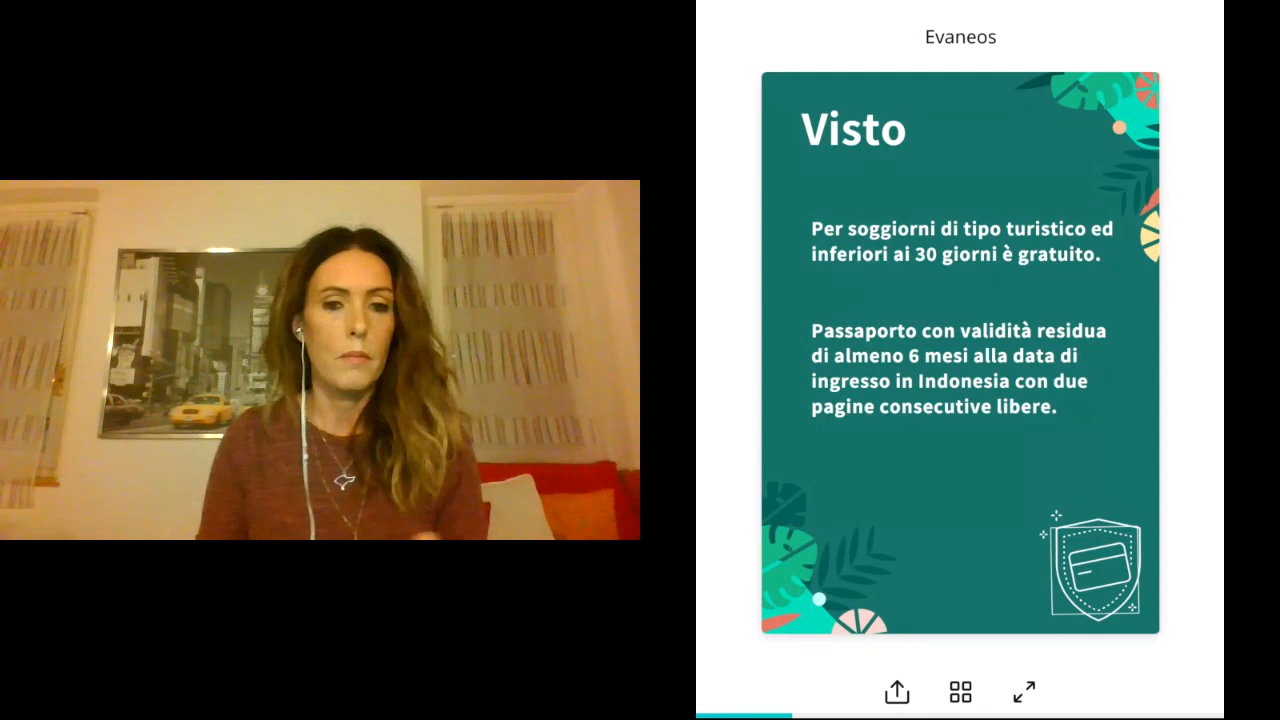 Evaneos
Visto
Per soggiorni di tipo turistico ed
inferiori ai 30 giorni è gratuito.
Passaporto con validità residua
di almeno 6 mesi alla data di
ingresso in Indonesia con due
pagine consecutive libere.